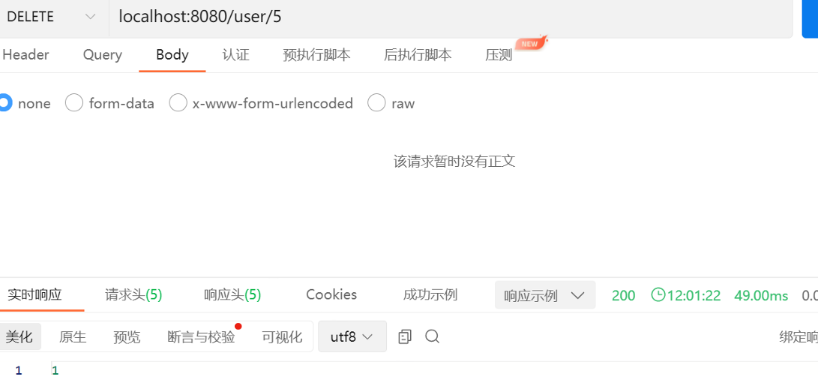 DELETE localhost:8080/user/5
Header Query Body 认证 预执行脚本 后执行脚本 压测 NEW
none form-data x-www-form-urlencoded raw
该请求暂时没有正文
实时响应 请求头(5) 响应头(5) Cookies 成功示例 响应示例 200 12:01:22 49.00ms 0.0
美化 原生 预览 断言与校验 可视化 utf8 绑定响
1 1